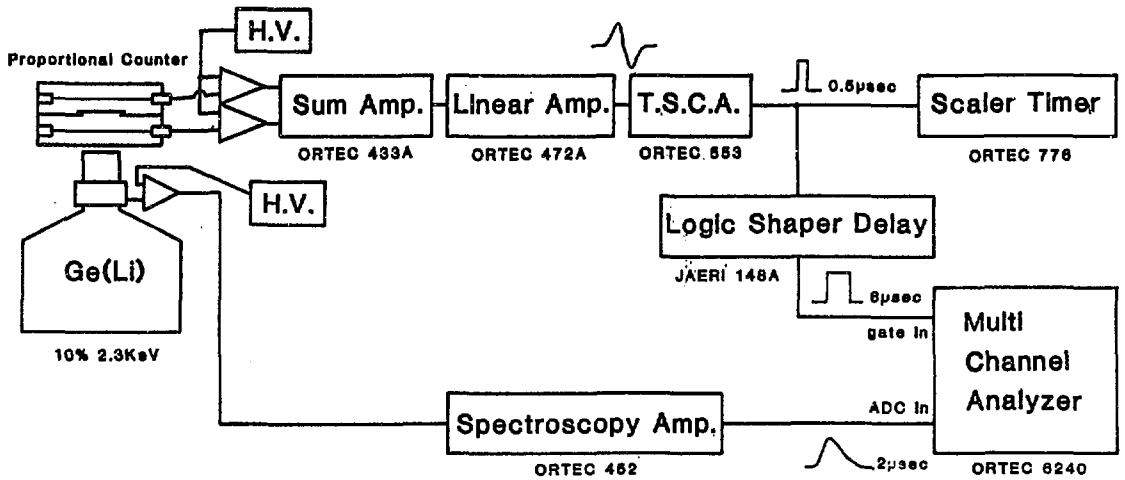 H.V.
Proportional Counter
Sum Amp.
ORTEC 433A
Linear Amp.
ORTEC 472A
T.S.C.A.
ORTEC 553
0.5μsec
Scaler Timer
ORTEC 776
H.V.
Ge(Li)
10% 2.3KeV
Logic Shaper Delay
JAERI 148A
6μsec
gate in
Multi
Channel
Analyzer
ADC in
Spectroscopy Amp.
ORTEC 452
2μsec
ORTEC 6240